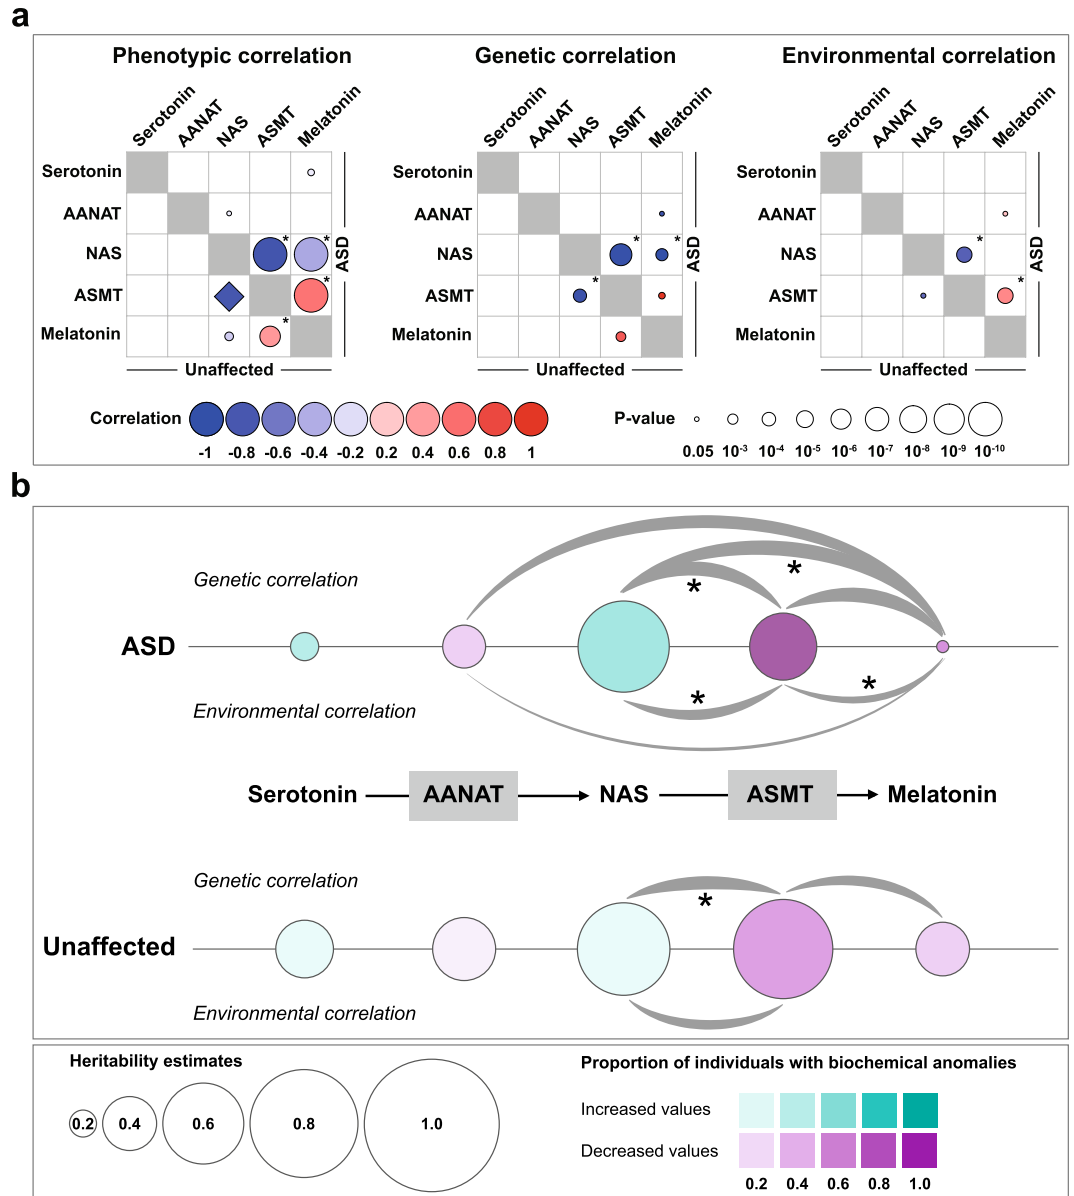 a
Phenotypic correlation
Genetic correlation
Environmental correlation
Serotonin AANAT NAS ASMT Melatonin
Serotonin AANAT NAS ASMT Melatonin
Serotonin AANAT NAS ASMT Melatonin
Serotonin
AANAT
NAS * *
ASMT *
Melatonin *
ASD
Unaffected
Serotonin
AANAT
NAS * *
ASMT *
Melatonin
ASD
Unaffected
Serotonin
AANAT
NAS *
ASMT *
Melatonin
ASD
Unaffected
Correlation
-1 -0.8 -0.6 -0.4 -0.2 0.2 0.4 0.6 0.8 1
P-value
0.05 10⁻³ 10⁻⁴ 10⁻⁵ 10⁻⁶ 10⁻⁷ 10⁻⁸ 10⁻⁹ 10⁻¹⁰
b
Genetic correlation
* *
ASD
Environmental correlation
* *
Serotonin AANAT NAS ASMT Melatonin
Genetic correlation
*
Unaffected
Environmental correlation
Heritability estimates
0.2 0.4 0.6 0.8 1.0
Proportion of individuals with biochemical anomalies
Increased values
Decreased values
0.2 0.4 0.6 0.8 1.0